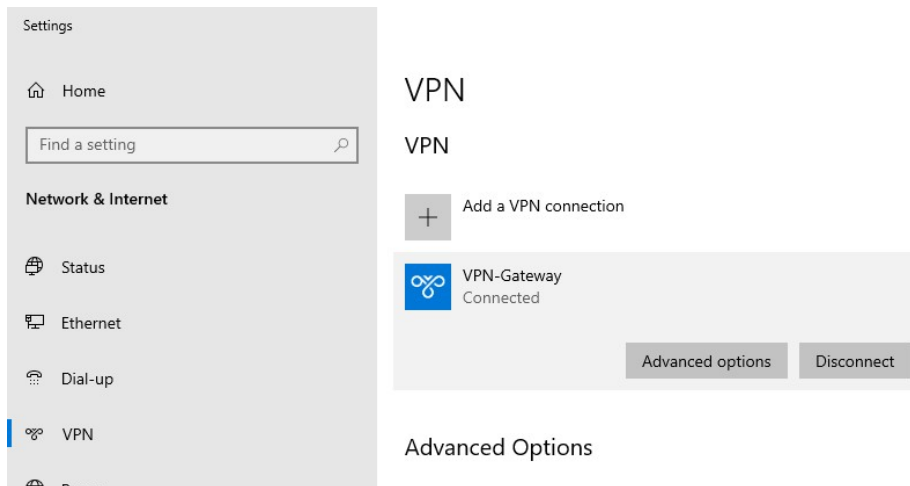 Settings
Home
Find a setting
Network & Internet
Status
Ethernet
Dial-up
VPN
VPN
VPN
Add a VPN connection
VPN-Gateway
Connected
Advanced options
Disconnect
Advanced Options